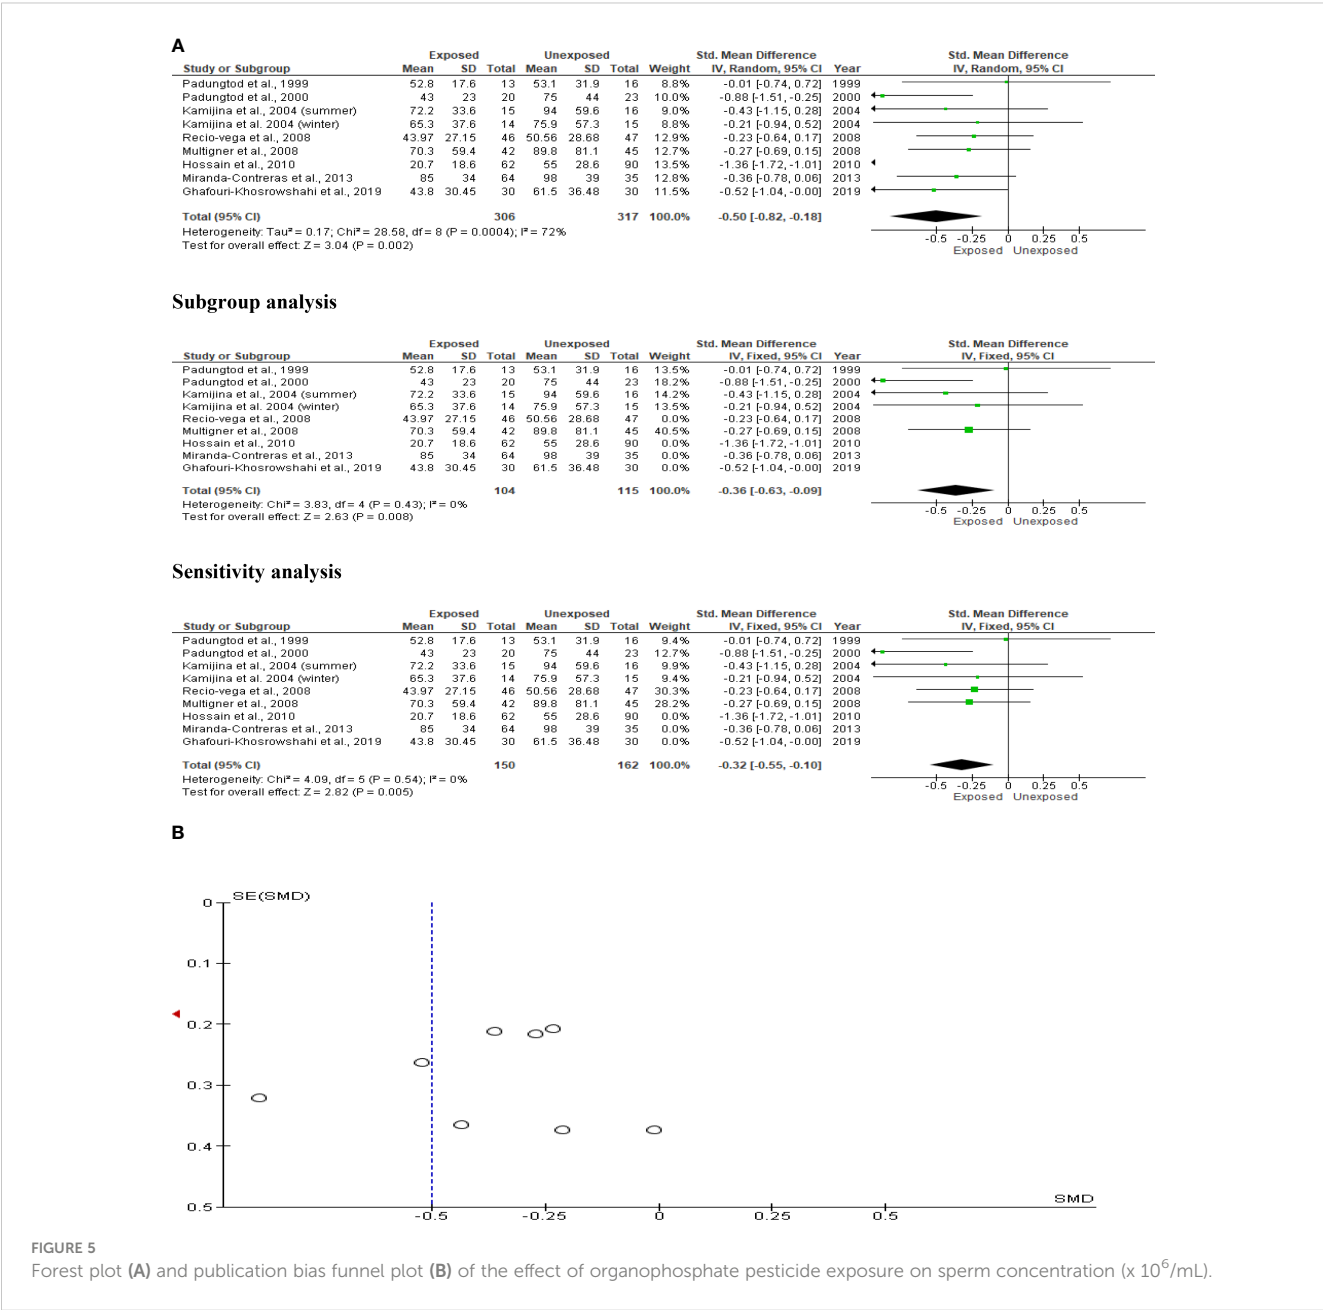 A
Exposed Unexposed Std. Mean Difference Std. Mean Difference
Study or Subgroup Mean SD Total Mean SD Total Weight IV, Random, 95% CI Year IV, Random, 95% CI
Padungtod et al., 1999 52.8 17.6 13 53.1 31.9 16 8.8% -0.01 [-0.74, 0.72] 1999
Padungtod et al., 2000 43 23 20 75 44 23 10.0% -0.88 [-1.51, -0.25] 2000
Kamijina et al., 2004 (summer) 72.2 33.6 15 94 59.6 16 9.0% -0.43 [-1.15, 0.28] 2004
Kamijina et al. 2004 (winter) 65.3 37.6 14 75.9 57.3 15 8.8% -0.21 [-0.94, 0.52] 2004
Recio-vega et al., 2008 43.97 27.15 46 50.56 28.68 47 12.9% -0.23 [-0.64, 0.17] 2008
Multigner et al., 2008 70.3 59.4 42 89.8 81.1 45 12.7% -0.27 [-0.69, 0.15] 2008
Hossain et al., 2010 20.7 18.6 62 55 28.6 90 13.5% -1.36 [-1.72, -1.01] 2010
Miranda-Contreras et al., 2013 85 34 64 98 39 35 12.8% -0.36 [-0.78, 0.06] 2013
Ghafouri-Khosrowshahi et al., 2019 43.8 30.45 30 61.5 36.48 30 11.5% -0.52 [-1.04, -0.00] 2019
Total (95% CI) 306 317 100.0% -0.50 [-0.82, -0.18]
Heterogeneity: Tau² = 0.17; Chi² = 28.58, df = 8 (P = 0.0004); I² = 72%
Test for overall effect: Z = 3.04 (P = 0.002)
-0.5 -0.25 0 0.25 0.5
Exposed Unexposed
Subgroup analysis
Exposed Unexposed Std. Mean Difference Std. Mean Difference
Study or Subgroup Mean SD Total Mean SD Total Weight IV, Fixed, 95% CI Year IV, Fixed, 95% CI
Padungtod et al., 1999 52.8 17.6 13 53.1 31.9 16 13.5% -0.01 [-0.74, 0.72] 1999
Padungtod et al., 2000 43 23 20 75 44 23 18.2% -0.88 [-1.51, -0.25] 2000
Kamijina et al., 2004 (summer) 72.2 33.6 15 94 59.6 16 14.2% -0.43 [-1.15, 0.28] 2004
Kamijina et al. 2004 (winter) 65.3 37.6 14 75.9 57.3 15 13.5% -0.21 [-0.94, 0.52] 2004
Recio-vega et al., 2008 43.97 27.15 46 50.56 28.68 47 0.0% -0.23 [-0.64, 0.17] 2008
Multigner et al., 2008 70.3 59.4 42 89.8 81.1 45 40.5% -0.27 [-0.69, 0.15] 2008
Hossain et al., 2010 20.7 18.6 62 55 28.6 90 0.0% -1.36 [-1.72, -1.01] 2010
Miranda-Contreras et al., 2013 85 34 64 98 39 35 0.0% -0.36 [-0.78, 0.06] 2013
Ghafouri-Khosrowshahi et al., 2019 43.8 30.45 30 61.5 36.48 30 0.0% -0.52 [-1.04, -0.00] 2019
Total (95% CI) 104 115 100.0% -0.36 [-0.63, -0.09]
Heterogeneity: Chi² = 3.83, df = 4 (P = 0.43); I² = 0%
Test for overall effect: Z = 2.63 (P = 0.008)
-0.5 -0.25 0 0.25 0.5
Exposed Unexposed
Sensitivity analysis
Exposed Unexposed Std. Mean Difference Std. Mean Difference
Study or Subgroup Mean SD Total Mean SD Total Weight IV, Fixed, 95% CI Year IV, Fixed, 95% CI
Padungtod et al., 1999 52.8 17.6 13 53.1 31.9 16 9.4% -0.01 [-0.74, 0.72] 1999
Padungtod et al., 2000 43 23 20 75 44 23 12.7% -0.88 [-1.51, -0.25] 2000
Kamijina et al., 2004 (summer) 72.2 33.6 15 94 59.6 16 9.9% -0.43 [-1.15, 0.28] 2004
Kamijina et al. 2004 (winter) 65.3 37.6 14 75.9 57.3 15 9.4% -0.21 [-0.94, 0.52] 2004
Recio-vega et al., 2008 43.97 27.15 46 50.56 28.68 47 30.3% -0.23 [-0.64, 0.17] 2008
Multigner et al., 2008 70.3 59.4 42 89.8 81.1 45 28.2% -0.27 [-0.69, 0.15] 2008
Hossain et al., 2010 20.7 18.6 62 55 28.6 90 0.0% -1.36 [-1.72, -1.01] 2010
Miranda-Contreras et al., 2013 85 34 64 98 39 35 0.0% -0.36 [-0.78, 0.06] 2013
Ghafouri-Khosrowshahi et al., 2019 43.8 30.45 30 61.5 36.48 30 0.0% -0.52 [-1.04, -0.00] 2019
Total (95% CI) 150 162 100.0% -0.32 [-0.55, -0.10]
Heterogeneity: Chi² = 4.09, df = 5 (P = 0.54); I² = 0%
Test for overall effect: Z = 2.82 (P = 0.005)
-0.5 -0.25 0 0.25 0.5
Exposed Unexposed
B
SE(SMD)
0
0.1
0.2
0.3
0.4
0.5
SMD
-0.5 -0.25 0 0.25 0.5
FIGURE 5
Forest plot (A) and publication bias funnel plot (B) of the effect of organophosphate pesticide exposure on sperm concentration (x 10⁶/mL).